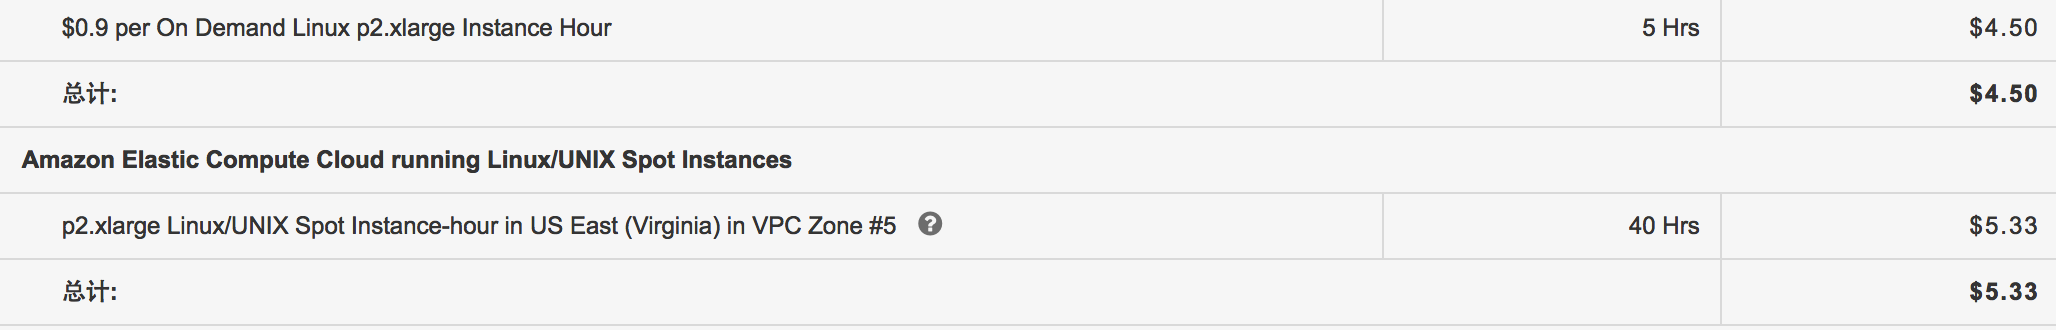 $0.9 per On Demand Linux p2.xlarge Instance Hour 5 Hrs $4.50
总计: $4.50
Amazon Elastic Compute Cloud running Linux/UNIX Spot Instances
p2.xlarge Linux/UNIX Spot Instance-hour in US East (Virginia) in VPC Zone #5 ? 40 Hrs $5.33
总计: $5.33